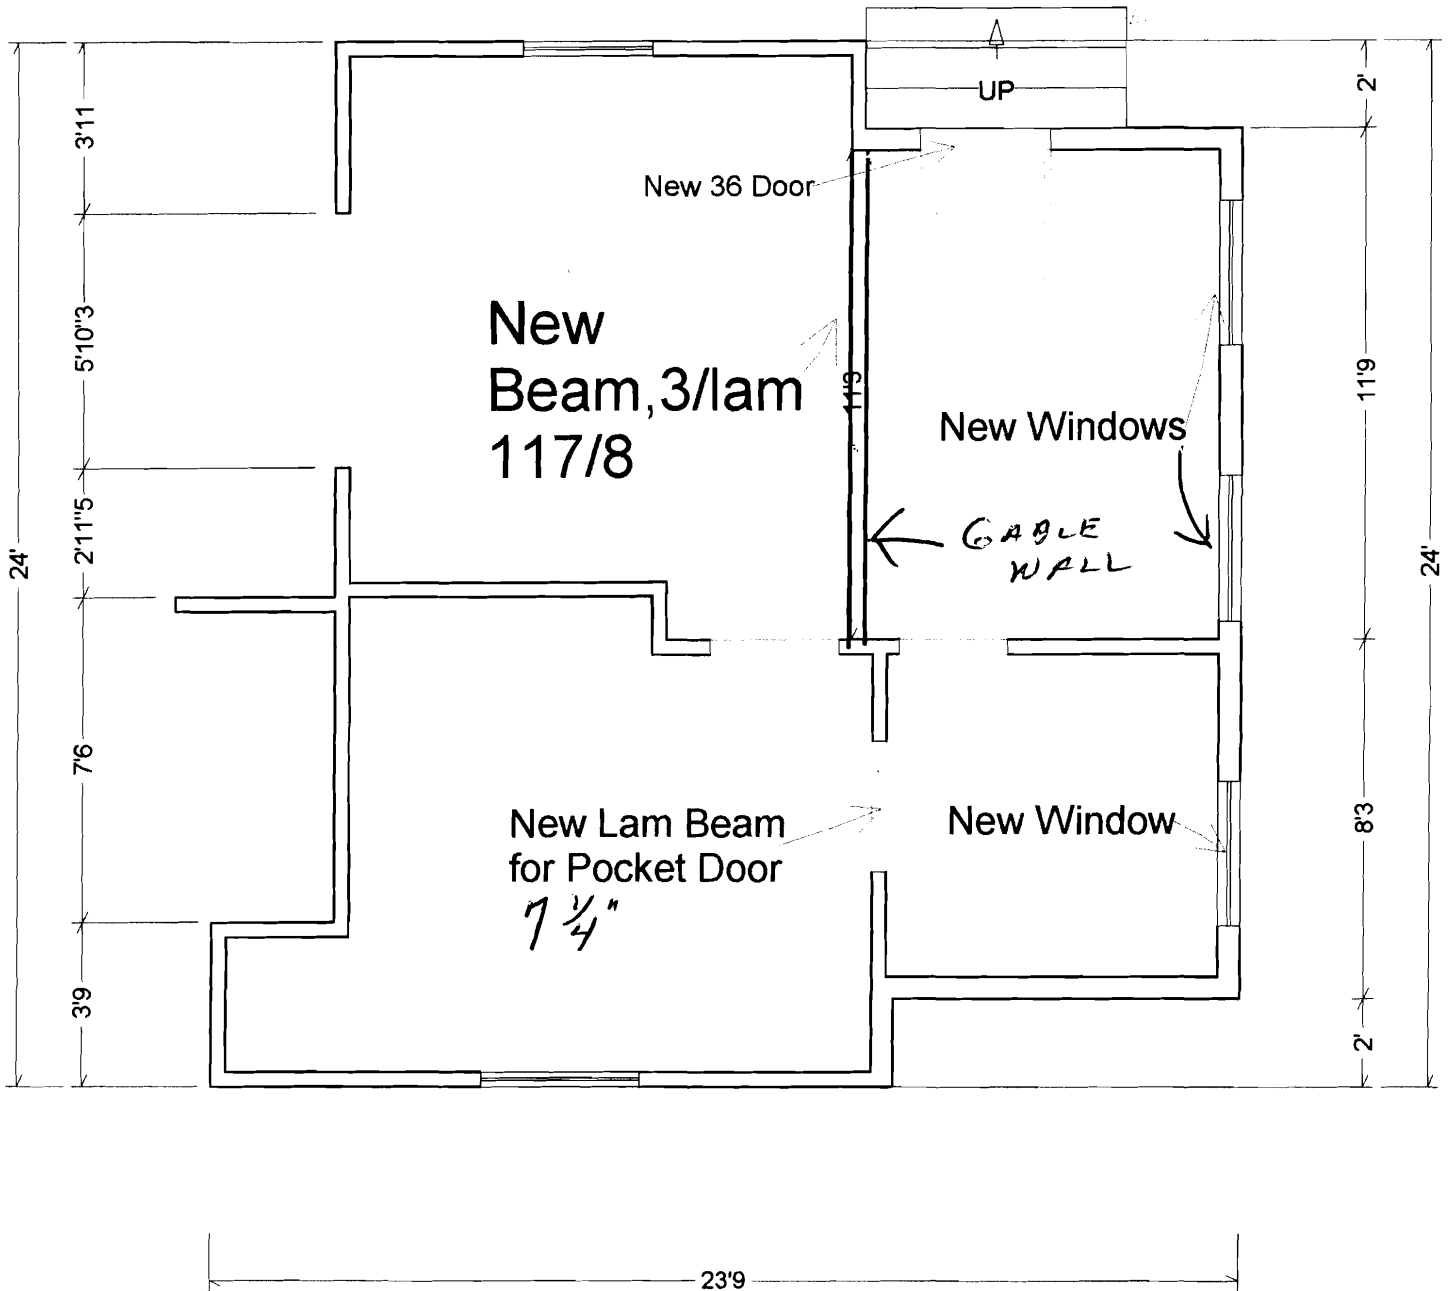 UP
2'
3'11
New 36 Door
5'10"3
New
Beam,3/lam
117/8
11'9
11'9
New Windows
GABLE
WALL
2'11"5
24'
24'
7'6
New Lam Beam
for Pocket Door
7 1/4"
New Window
8'3
3'9
2'
23'9